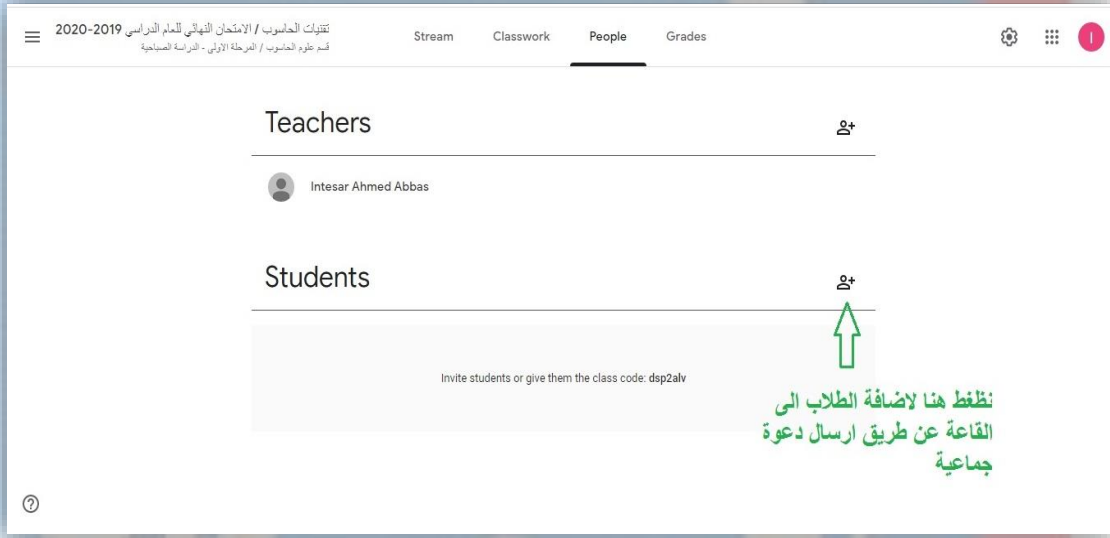 تقنيات الحاسوب / الامتحان النهائي للعام الدراسي 2019-2020
قسم علوم الحاسوب / المرحلة الاولى - الدراسة الصباحية
Stream
Classwork
People
Grades
I
Teachers
Intesar Ahmed Abbas
Students
Invite students or give them the class code: dsp2alv
نظغط هنا لاضافة الطلاب الى
القاعة عن طريق ارسال دعوة
جماعية